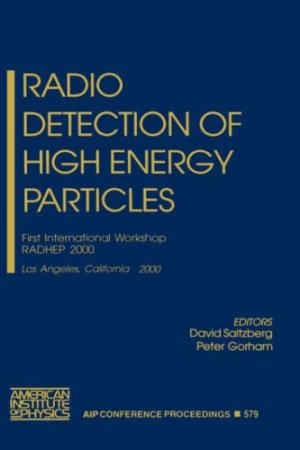 RADIO
DETECTION OF
HIGH ENERGY
PARTICLES
First International Workshop
RADHEP 2000
Los Angeles, California 2000
EDITORS
David Saltzberg
Peter Gorham
AMERICAN
INSTITUTE
OF PHYSICS
AIP CONFERENCE PROCEEDINGS ■ 579